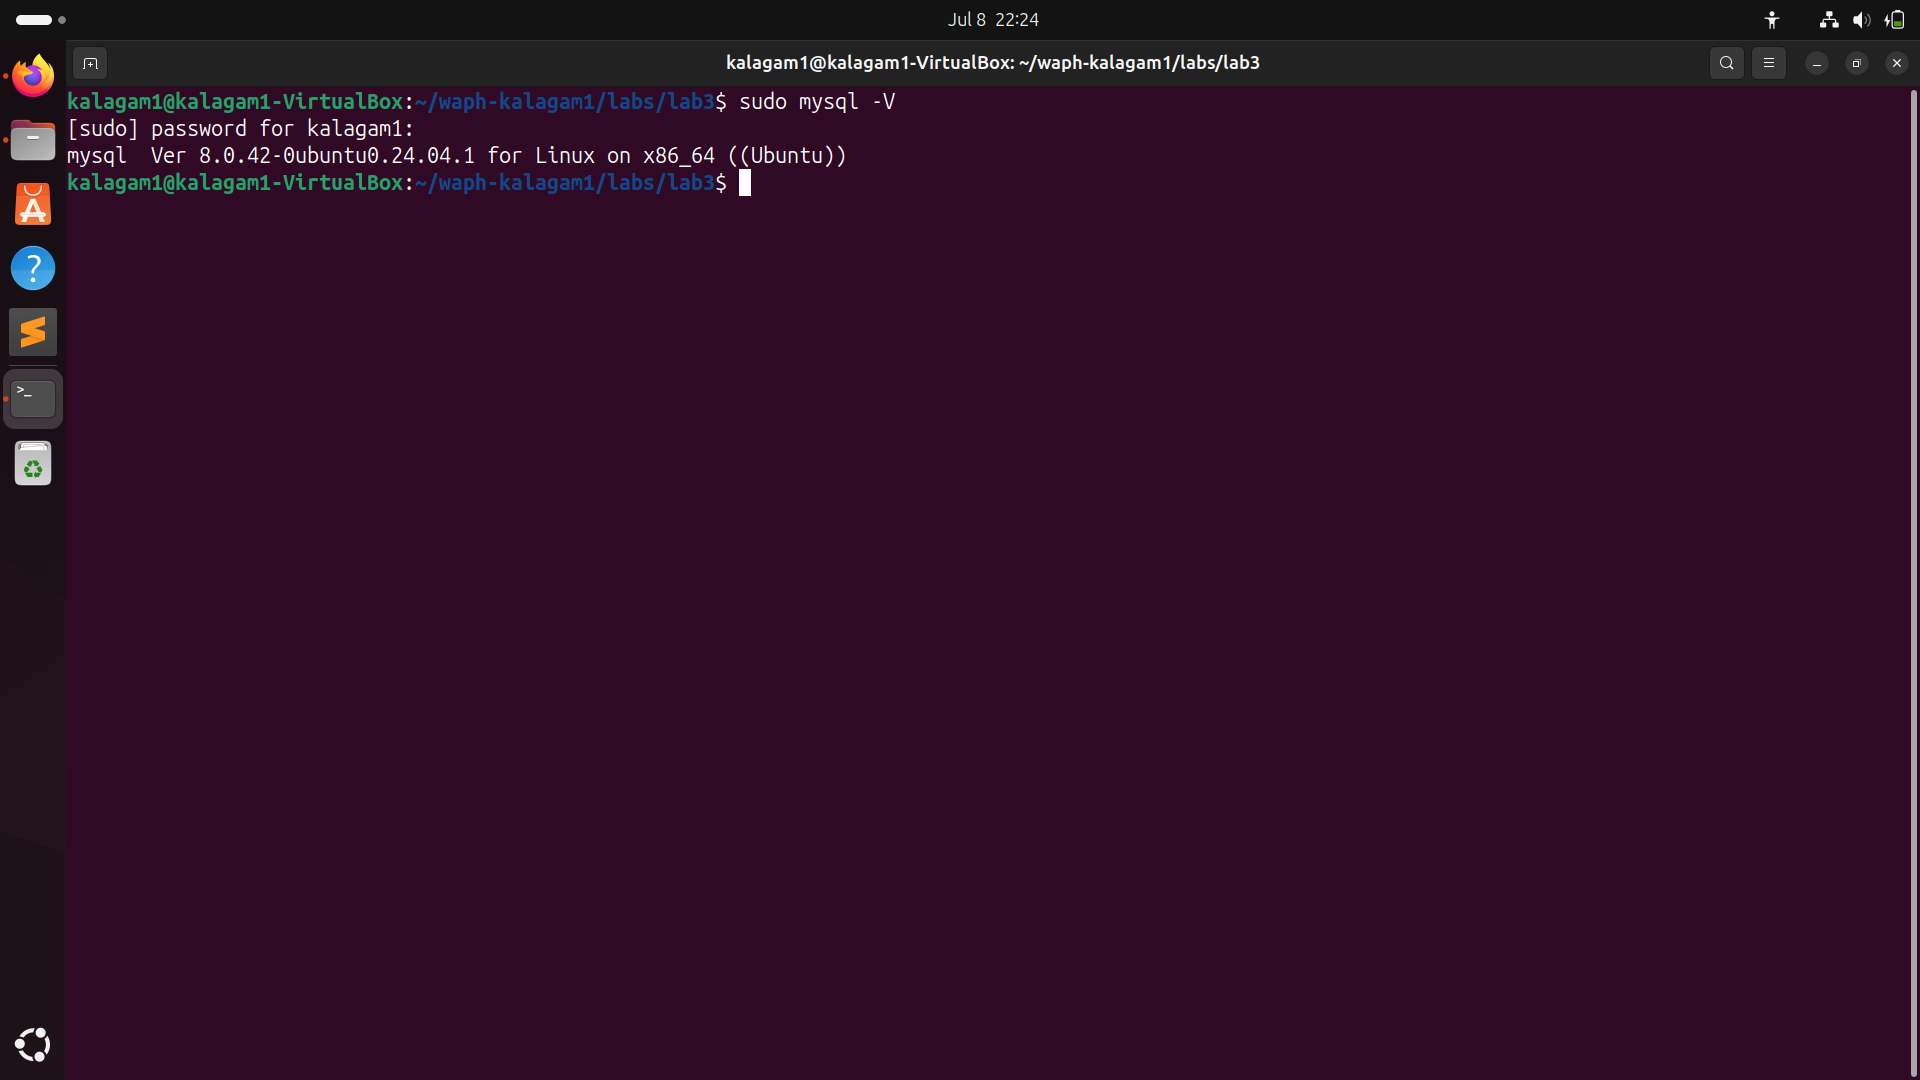 Jul 8 22:24
kalagam1@kalagam1-VirtualBox: ~/waph-kalagam1/labs/lab3
kalagam1@kalagam1-VirtualBox:~/waph-kalagam1/labs/lab3$ sudo mysql -V
[sudo] password for kalagam1:
mysql  Ver 8.0.42-0ubuntu0.24.04.1 for Linux on x86_64 ((Ubuntu))
kalagam1@kalagam1-VirtualBox:~/waph-kalagam1/labs/lab3$